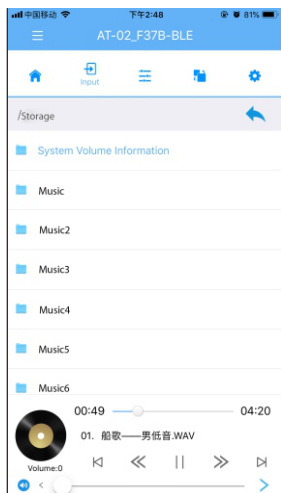 中国移动 下午2:48 81%
AT-02_F37B-BLE
Input
/Storage
System Volume Information
Music
Music2
Music3
Music4
Music5
Music6
00:49 04:20
01. 船歌——男低音.WAV
Volume:0